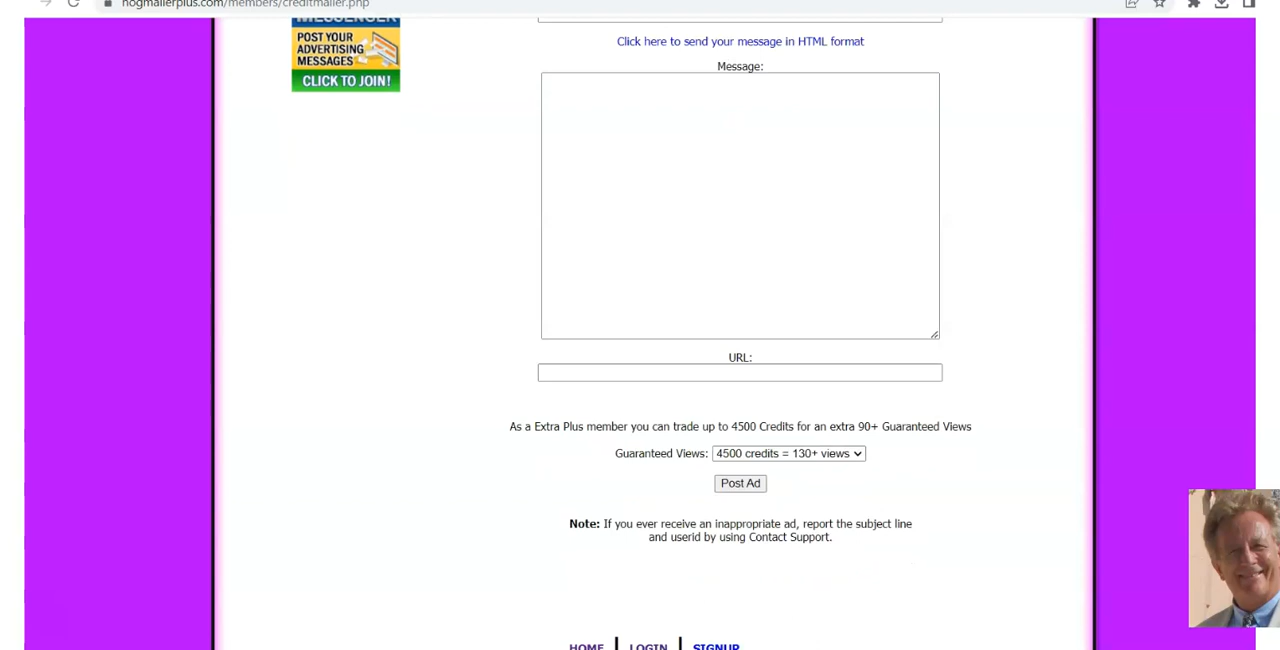 hogmailerplus.com/members/creditmailer.php
MESSENGER
POST YOUR
ADVERTISING
MESSAGES
CLICK TO JOIN!
Click here to send your message in HTML format
Message:
URL:
As a Extra Plus member you can trade up to 4500 Credits for an extra 90+ Guaranteed Views
Guaranteed Views: 4500 credits = 130+ views
Post Ad
Note: If you ever receive an inappropriate ad, report the subject line
and userid by using Contact Support.
HOME | LOGIN | SIGNUP